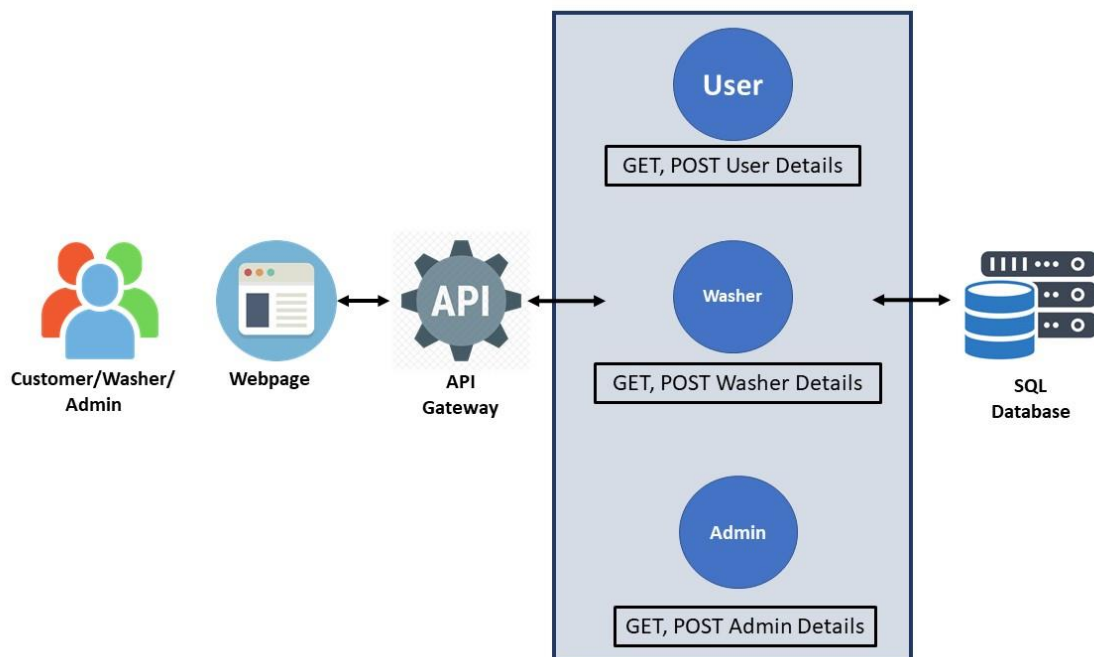 User
GET, POST User Details
Customer/Washer/
Admin
Webpage
API
API
Gateway
Washer
GET, POST Washer Details
SQL
Database
Admin
GET, POST Admin Details